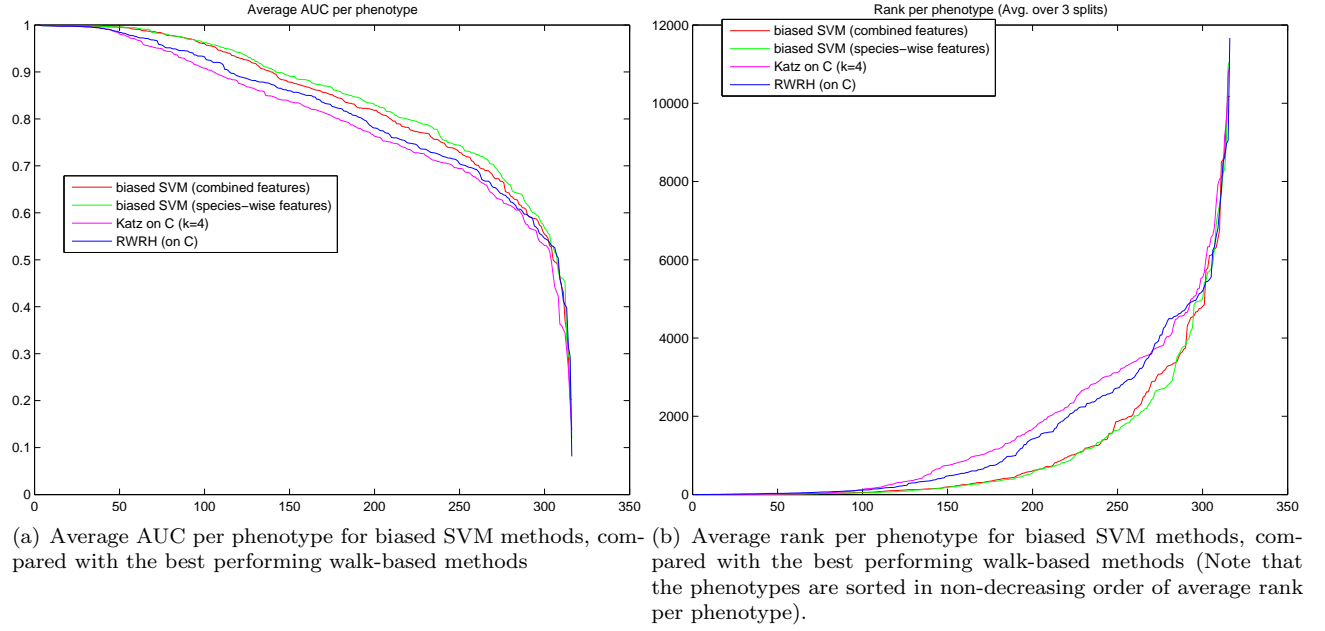 Average AUC per phenotype
1
0.9
0.8
0.7
0.6
0.5
0.4
0.3
0.2
0.1
0
biased SVM (combined features)
biased SVM (species-wise features)
Katz on C (k=4)
RWRH (on C)
0 50 100 150 200 250 300 350
(a) Average AUC per phenotype for biased SVM methods, com-
pared with the best performing walk-based methods
Rank per phenotype (Avg. over 3 splits)
12000
10000
8000
6000
4000
2000
0
biased SVM (combined features)
biased SVM (species-wise features)
Katz on C (k=4)
RWRH (on C)
0 50 100 150 200 250 300 350
(b) Average rank per phenotype for biased SVM methods, com-
pared with the best performing walk-based methods (Note that
the phenotypes are sorted in non-decreasing order of average rank
per phenotype).